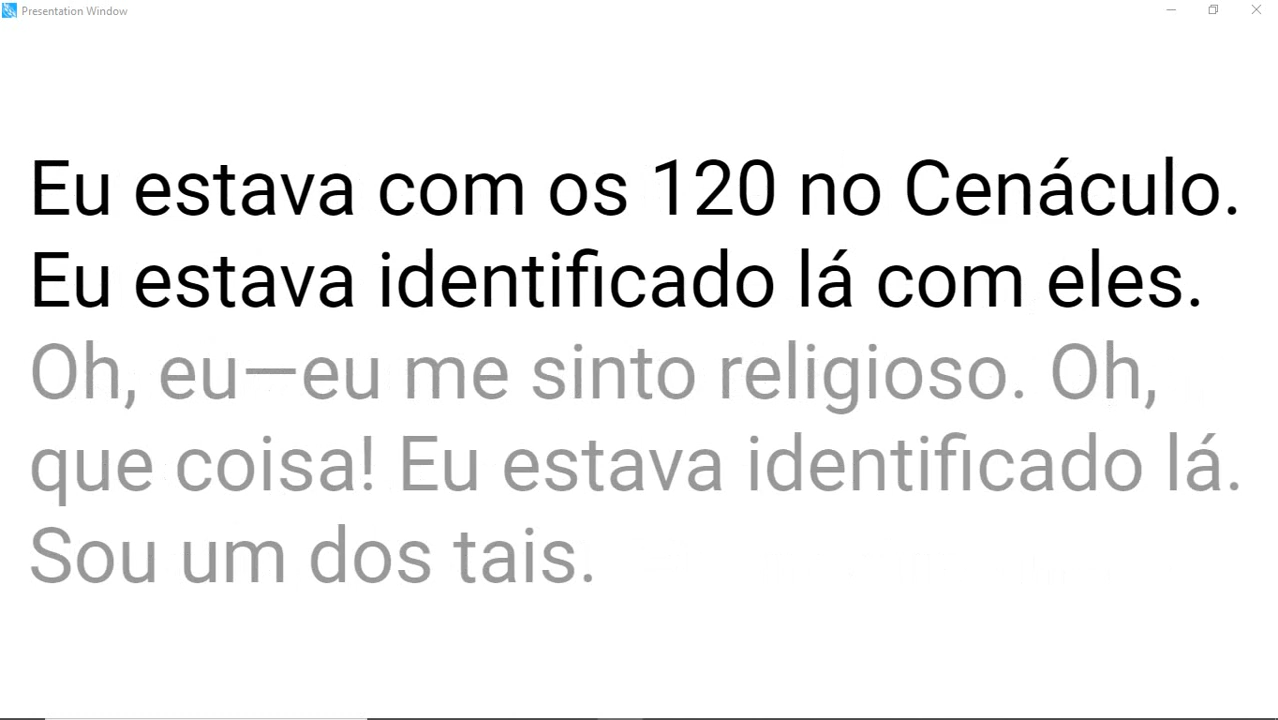 Presentation Window
Eu estava com os 120 no Cenáculo.
Eu estava identificado lá com eles.
Oh, eu—eu me sinto religioso. Oh,
que coisa! Eu estava identificado lá.
Sou um dos tais.